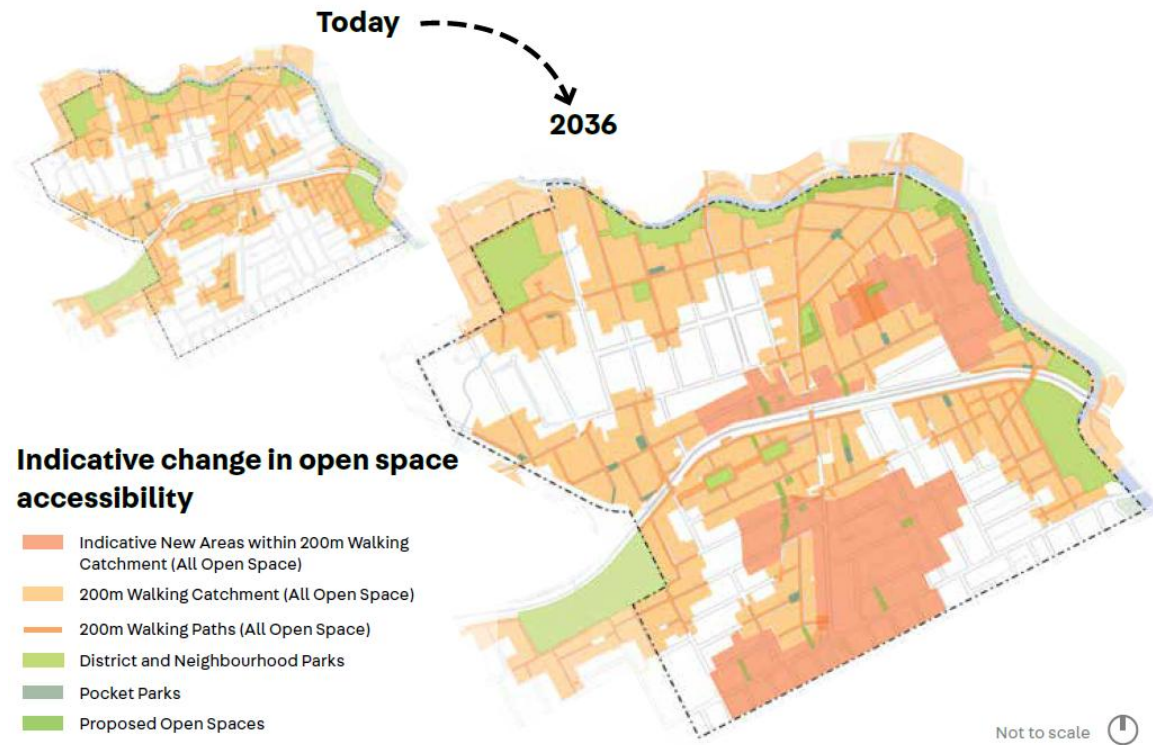 Today
2036
Indicative change in open space
accessibility
Indicative New Areas within 200m Walking
Catchment (All Open Space)
200m Walking Catchment (All Open Space)
200m Walking Paths (All Open Space)
District and Neighbourhood Parks
Pocket Parks
Proposed Open Spaces
Not to scale